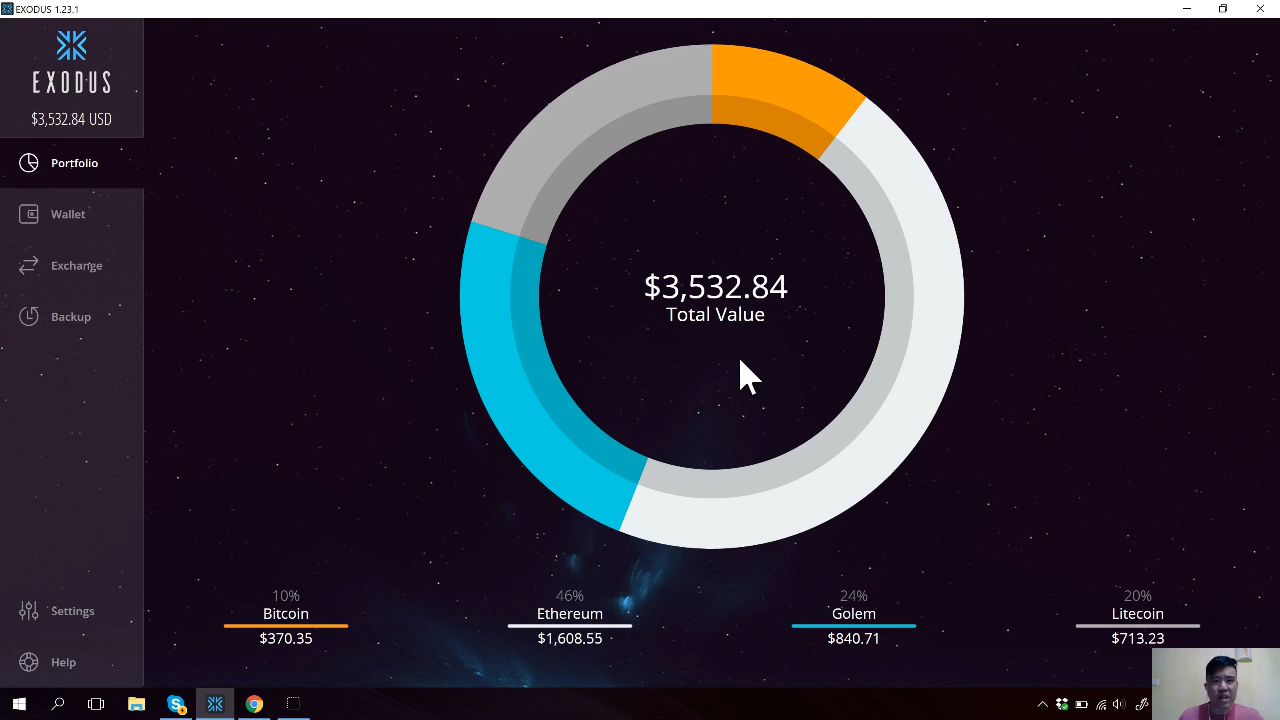 EXODUS 1.23.1
EXODUS
$3,532.84 USD
Portfolio
Wallet
Exchange
Backup
Settings
Help
$3,532.84
Total Value
10%
Bitcoin
$370.35
46%
Ethereum
$1,608.55
24%
Golem
$840.71
20%
Litecoin
$713.23